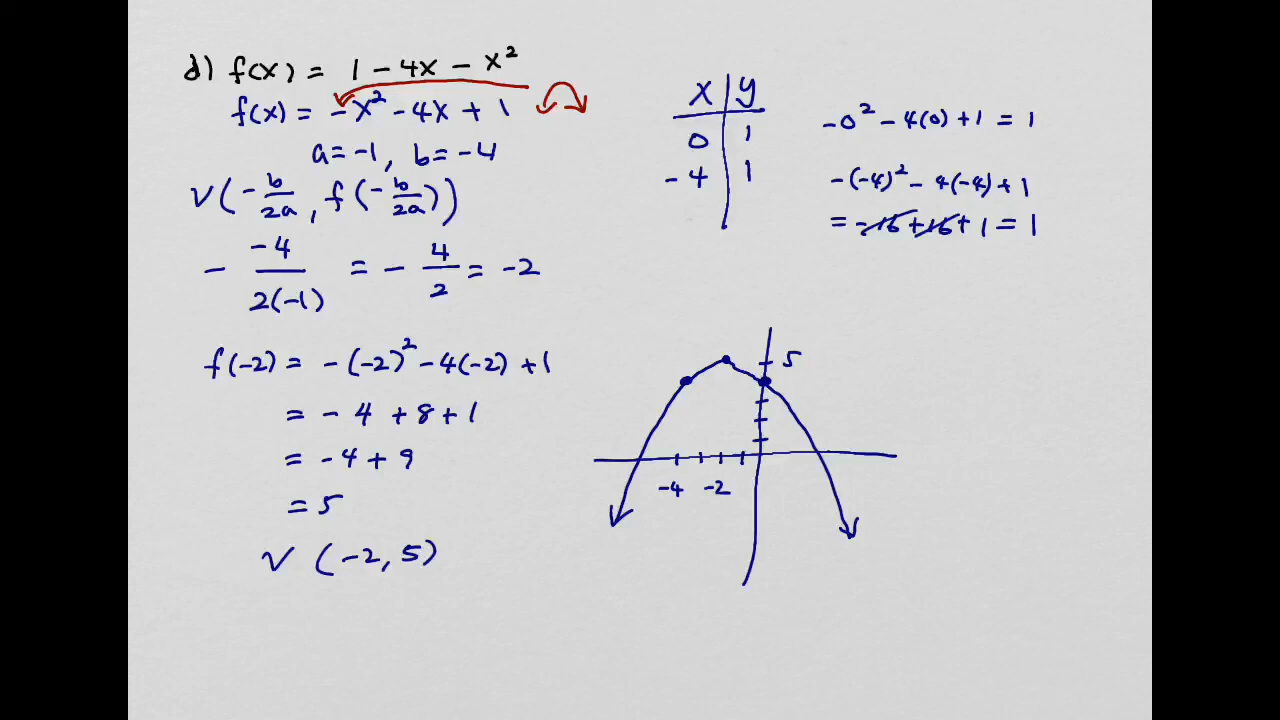 d) f(x) = 1 - 4x - x²
f(x) = -x² - 4x + 1
a = -1, b = -4
V(-b/2a, f(-b/2a))
- -4/2(-1) = - 4/2 = -2
f(-2) = -(-2)² - 4(-2) + 1
= -4 + 8 + 1
= -4 + 9
= 5
V (-2, 5)
x | y
0 | 1
-4 | 1
-0² - 4(0) + 1 = 1
-(-4)² - 4(-4) + 1
= -16 + 16 + 1 = 1
5
-4 -2